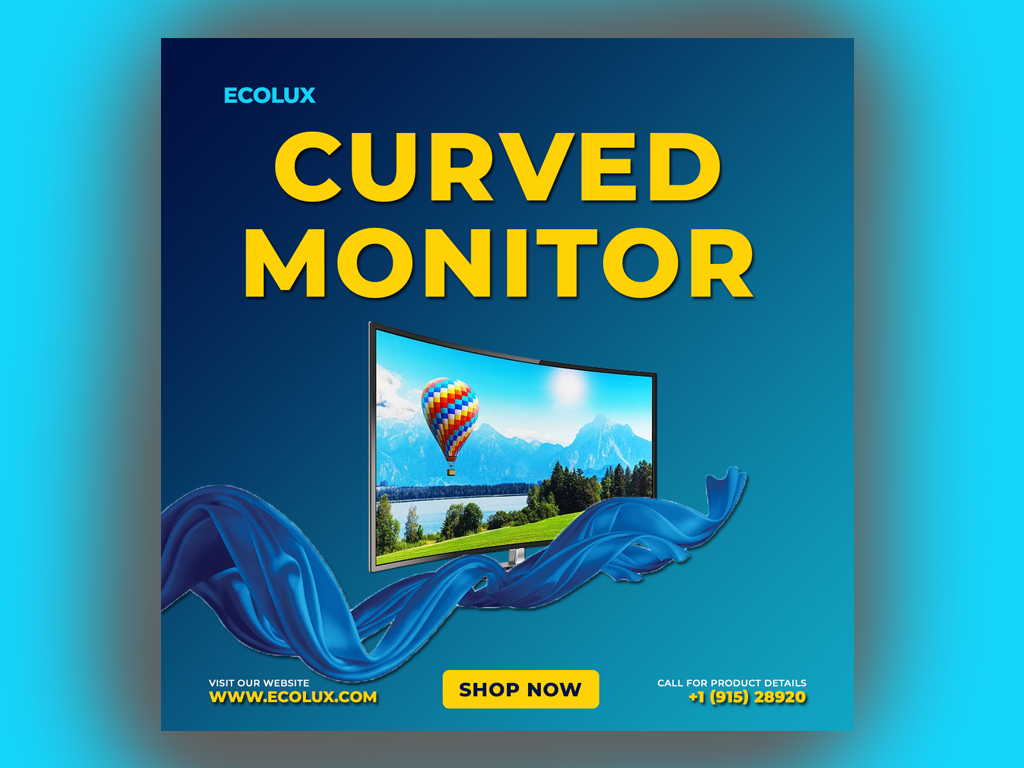 ECOLUX
CURVED
MONITOR
VISIT OUR WEBSITE
WWW.ECOLUX.COM
SHOP NOW
CALL FOR PRODUCT DETAILS
+1 (915) 28920